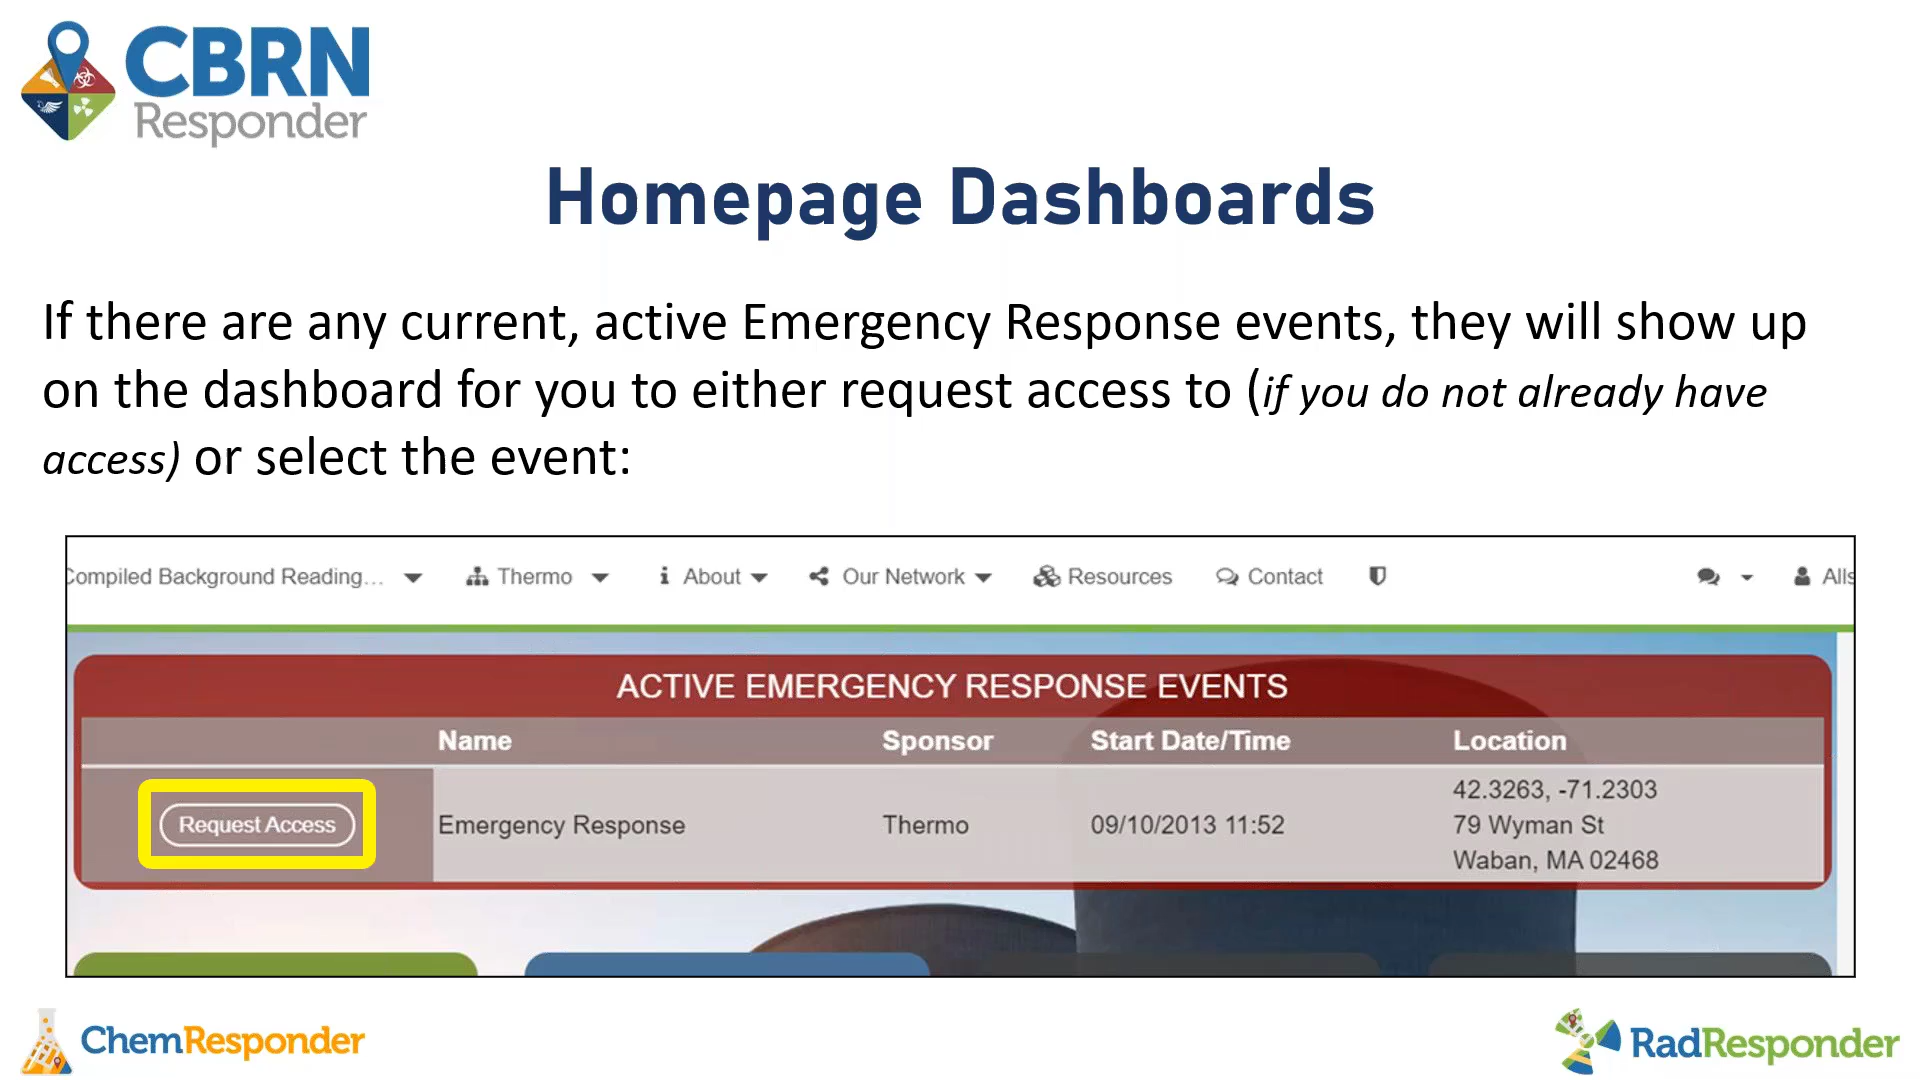 CBRN
Responder
Homepage Dashboards
If there are any current, active Emergency Response events, they will show up
on the dashboard for you to either request access to (if you do not already have
access) or select the event:
Compiled Background Reading... Thermo About Our Network Resources Contact Alls
ACTIVE EMERGENCY RESPONSE EVENTS
Name Sponsor Start Date/Time Location
Request Access Emergency Response Thermo 09/10/2013 11:52 42.3263, -71.2303
79 Wyman St
Waban, MA 02468
ChemResponder RadResponder